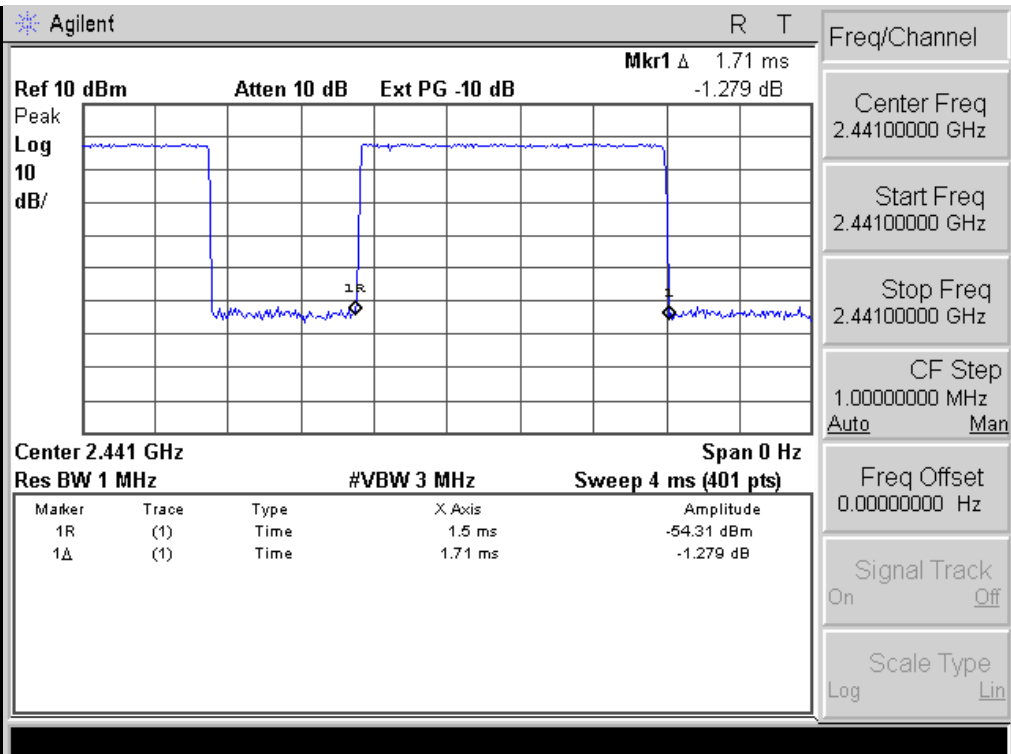 Agilent R T
Mkr1 Δ 1.71 ms
Ref 10 dBm Atten 10 dB Ext PG -10 dB -1.279 dB
Peak
Log
10
dB/
1R
1
Center 2.441 GHz Span 0 Hz
Res BW 1 MHz #VBW 3 MHz Sweep 4 ms (401 pts)
Marker Trace Type X Axis Amplitude
1R (1) Time 1.5 ms -54.31 dBm
1Δ (1) Time 1.71 ms -1.279 dB
Freq/Channel
Center Freq
2.44100000 GHz
Start Freq
2.44100000 GHz
Stop Freq
2.44100000 GHz
CF Step
1.00000000 MHz
Auto Man
Freq Offset
0.00000000 Hz
Signal Track
On Off
Scale Type
Log Lin